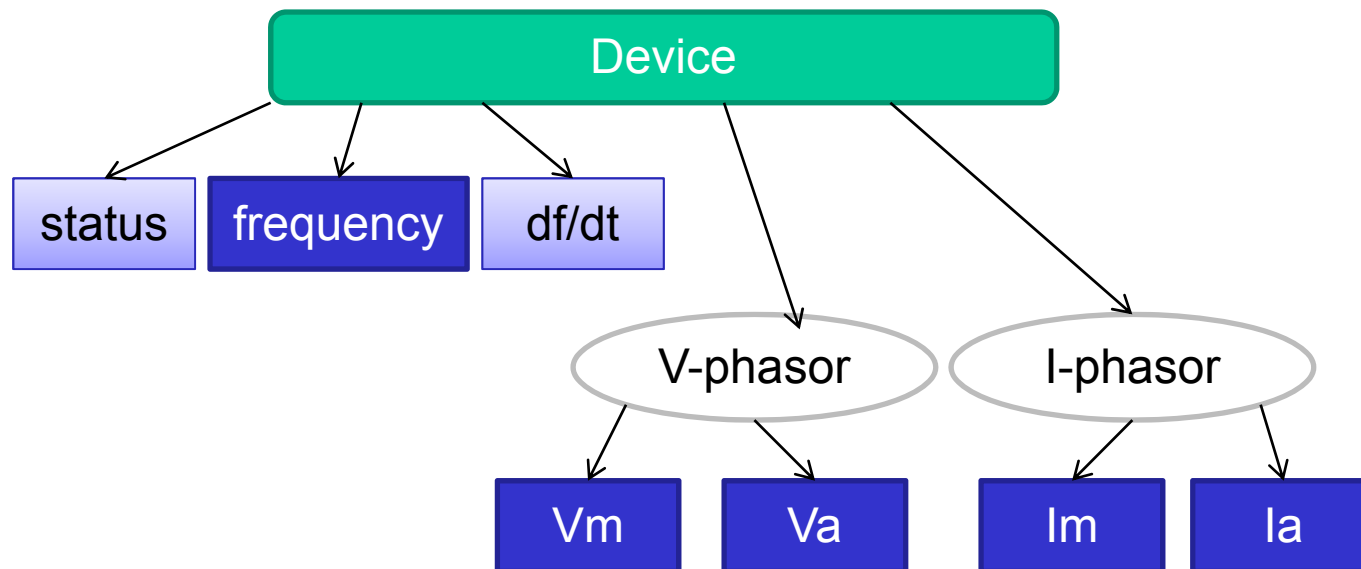 Device
status
frequency
df/dt
V-phasor
I-phasor
Vm
Va
Im
Ia